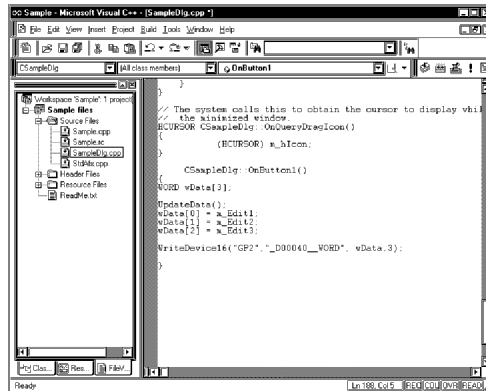 Sample - Microsoft Visual C++ - [SampleDlg.cpp *]
File Edit View Insert Project Build Tools Window Help
CSampleDlg (All class members) OnButton1
Workspace 'Sample': 1 project
Sample files
Source Files
Sample.cpp
Sample.rc
SampleDlg.cpp
StdAfx.cpp
Header Files
Resource Files
ReadMe.txt
}
}
// The system calls this to obtain the cursor to display whil
// the minimized window.
HCURSOR CSampleDlg::OnQueryDragIcon()
{
(HCURSOR) m_hIcon;
}
CSampleDlg::OnButton1()
{
WORD wData[3];
UpdateData();
wData[0] = m_Edit1;
wData[1] = m_Edit2;
wData[2] = m_Edit3;
WriteDevice16("GP2","_D00040__WORD", wData,3);
}
Clas... Res... FileV...
Ready Ln 188, Col 5 REC COL OVR READ